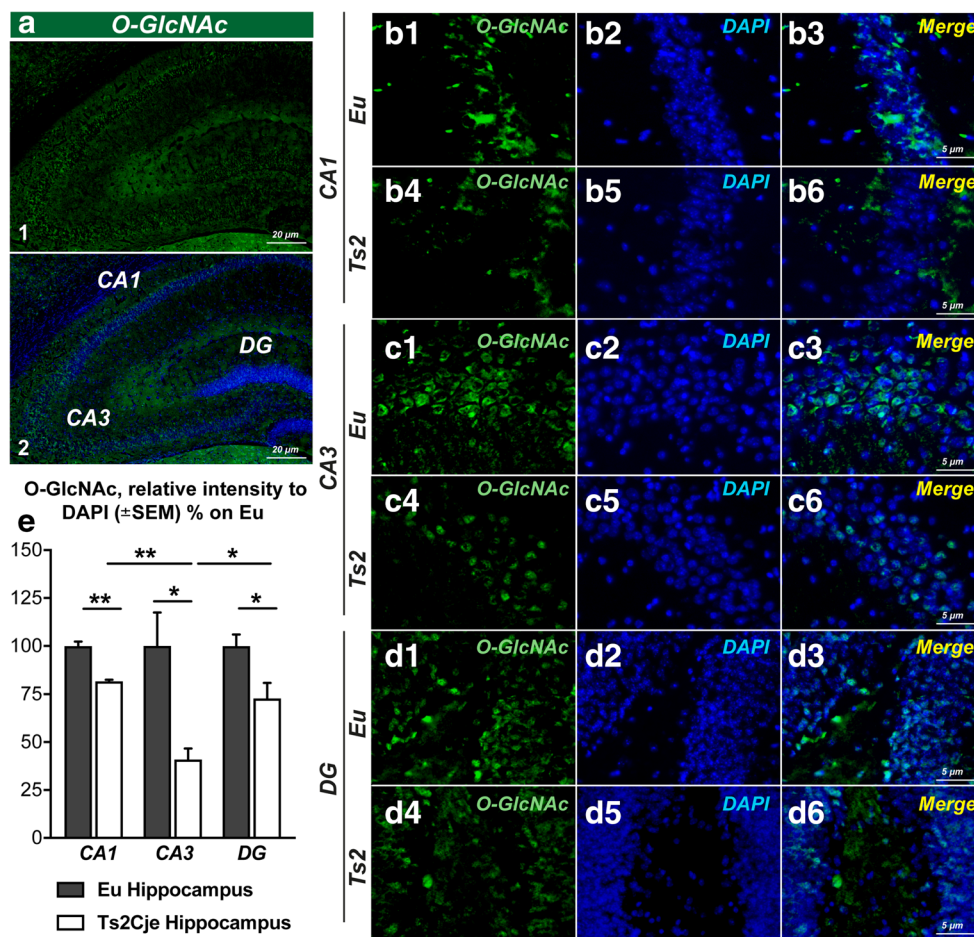 a
O-GlcNAc
1
20 µm
CA1
DG
CA3
2
20 µm
O-GlcNAc, relative intensity to
DAPI (±SEM) % on Eu
e
150
125
100
75
50
25
0
** *
** * *
CA1 CA3 DG
Eu Hippocampus
Ts2Cje Hippocampus
CA1
Eu
b1 O-GlcNAc
b2 DAPI
b3 Merge
5 µm
Ts2
b4 O-GlcNAc
b5 DAPI
b6 Merge
5 µm
CA3
Eu
c1 O-GlcNAc
c2 DAPI
c3 Merge
5 µm
Ts2
c4 O-GlcNAc
c5 DAPI
c6 Merge
5 µm
DG
Eu
d1 O-GlcNAc
d2 DAPI
d3 Merge
5 µm
Ts2
d4 O-GlcNAc
d5 DAPI
d6 Merge
5 µm